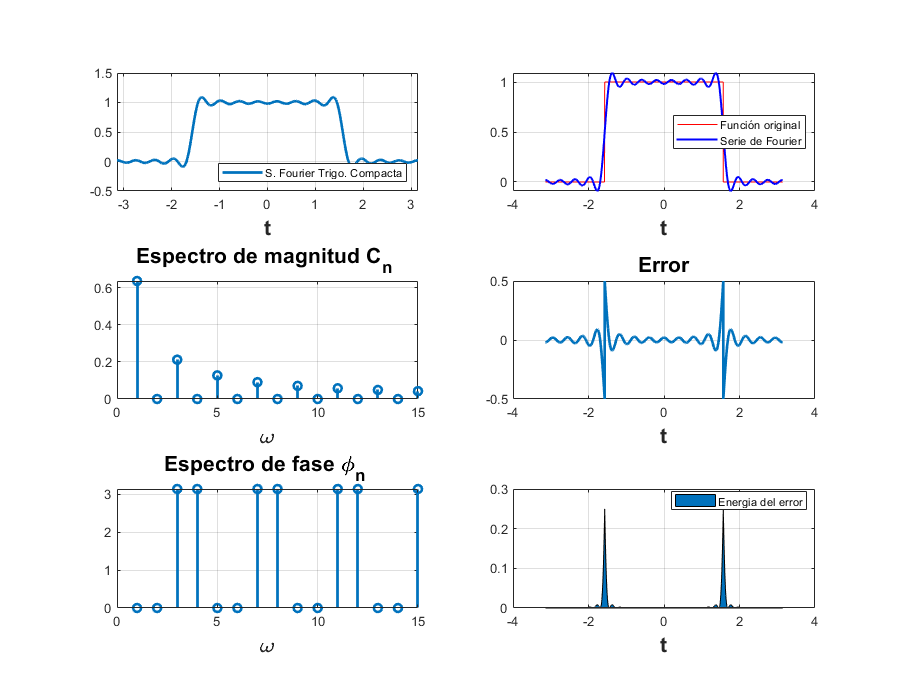 1.5
1
0.5
0
-0.5
S. Fourier Trigo. Compacta
-3 -2 -1 0 1 2 3
t
1
0.5
0
Función original
Serie de Fourier
-4 -2 0 2 4
t
Espectro de magnitud Cn
0.6
0.4
0.2
0
0 5 10 15
ω
Error
0.5
0
-0.5
-4 -2 0 2 4
t
Espectro de fase ϕn
3
2
1
0
0 5 10 15
ω
0.3
0.2
0.1
0
Energia del error
-4 -2 0 2 4
t